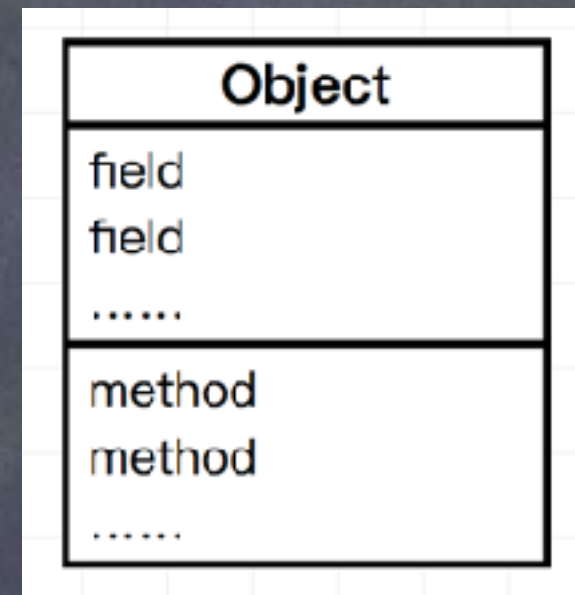 Object
field
field
......
method
method
......